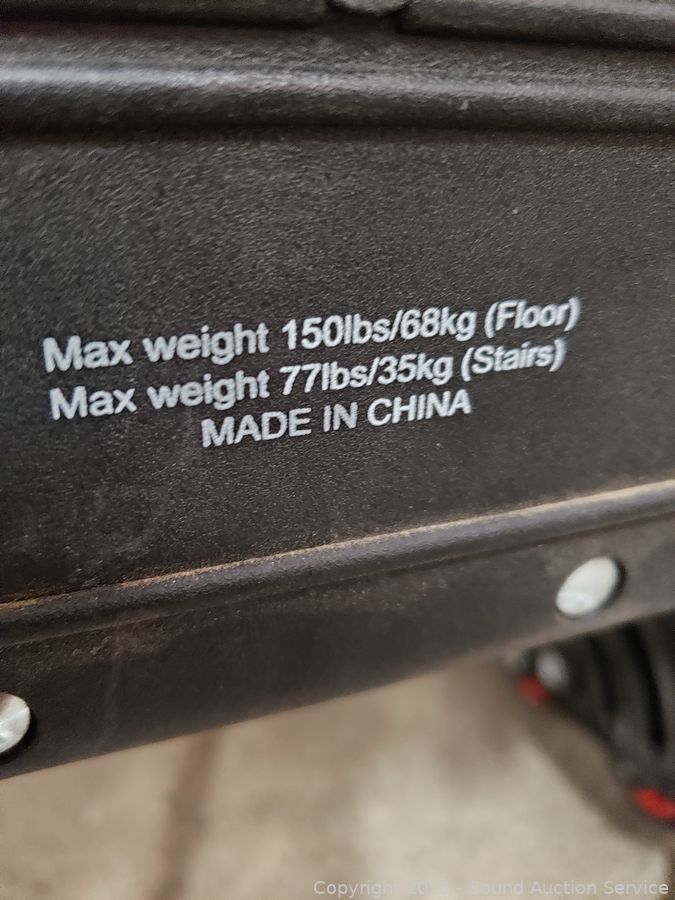 Max weight 150lbs/68kg (Floor)
Max weight 77lbs/35kg (Stairs)
MADE IN CHINA
Copyright - Sound Auction Service